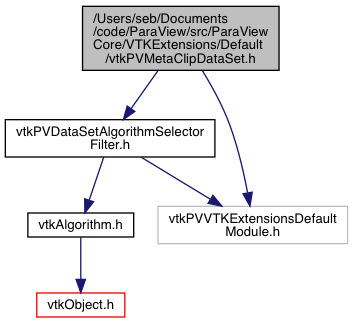 /Users/seb/Documents
/code/ParaView/src/ParaView
Core/VTKExtensions/Default
/vtkPVMetaClipDataSet.h
vtkPVDataSetAlgorithmSelector
Filter.h
vtkAlgorithm.h
vtkPVVTKExtensionsDefault
Module.h
vtkObject.h